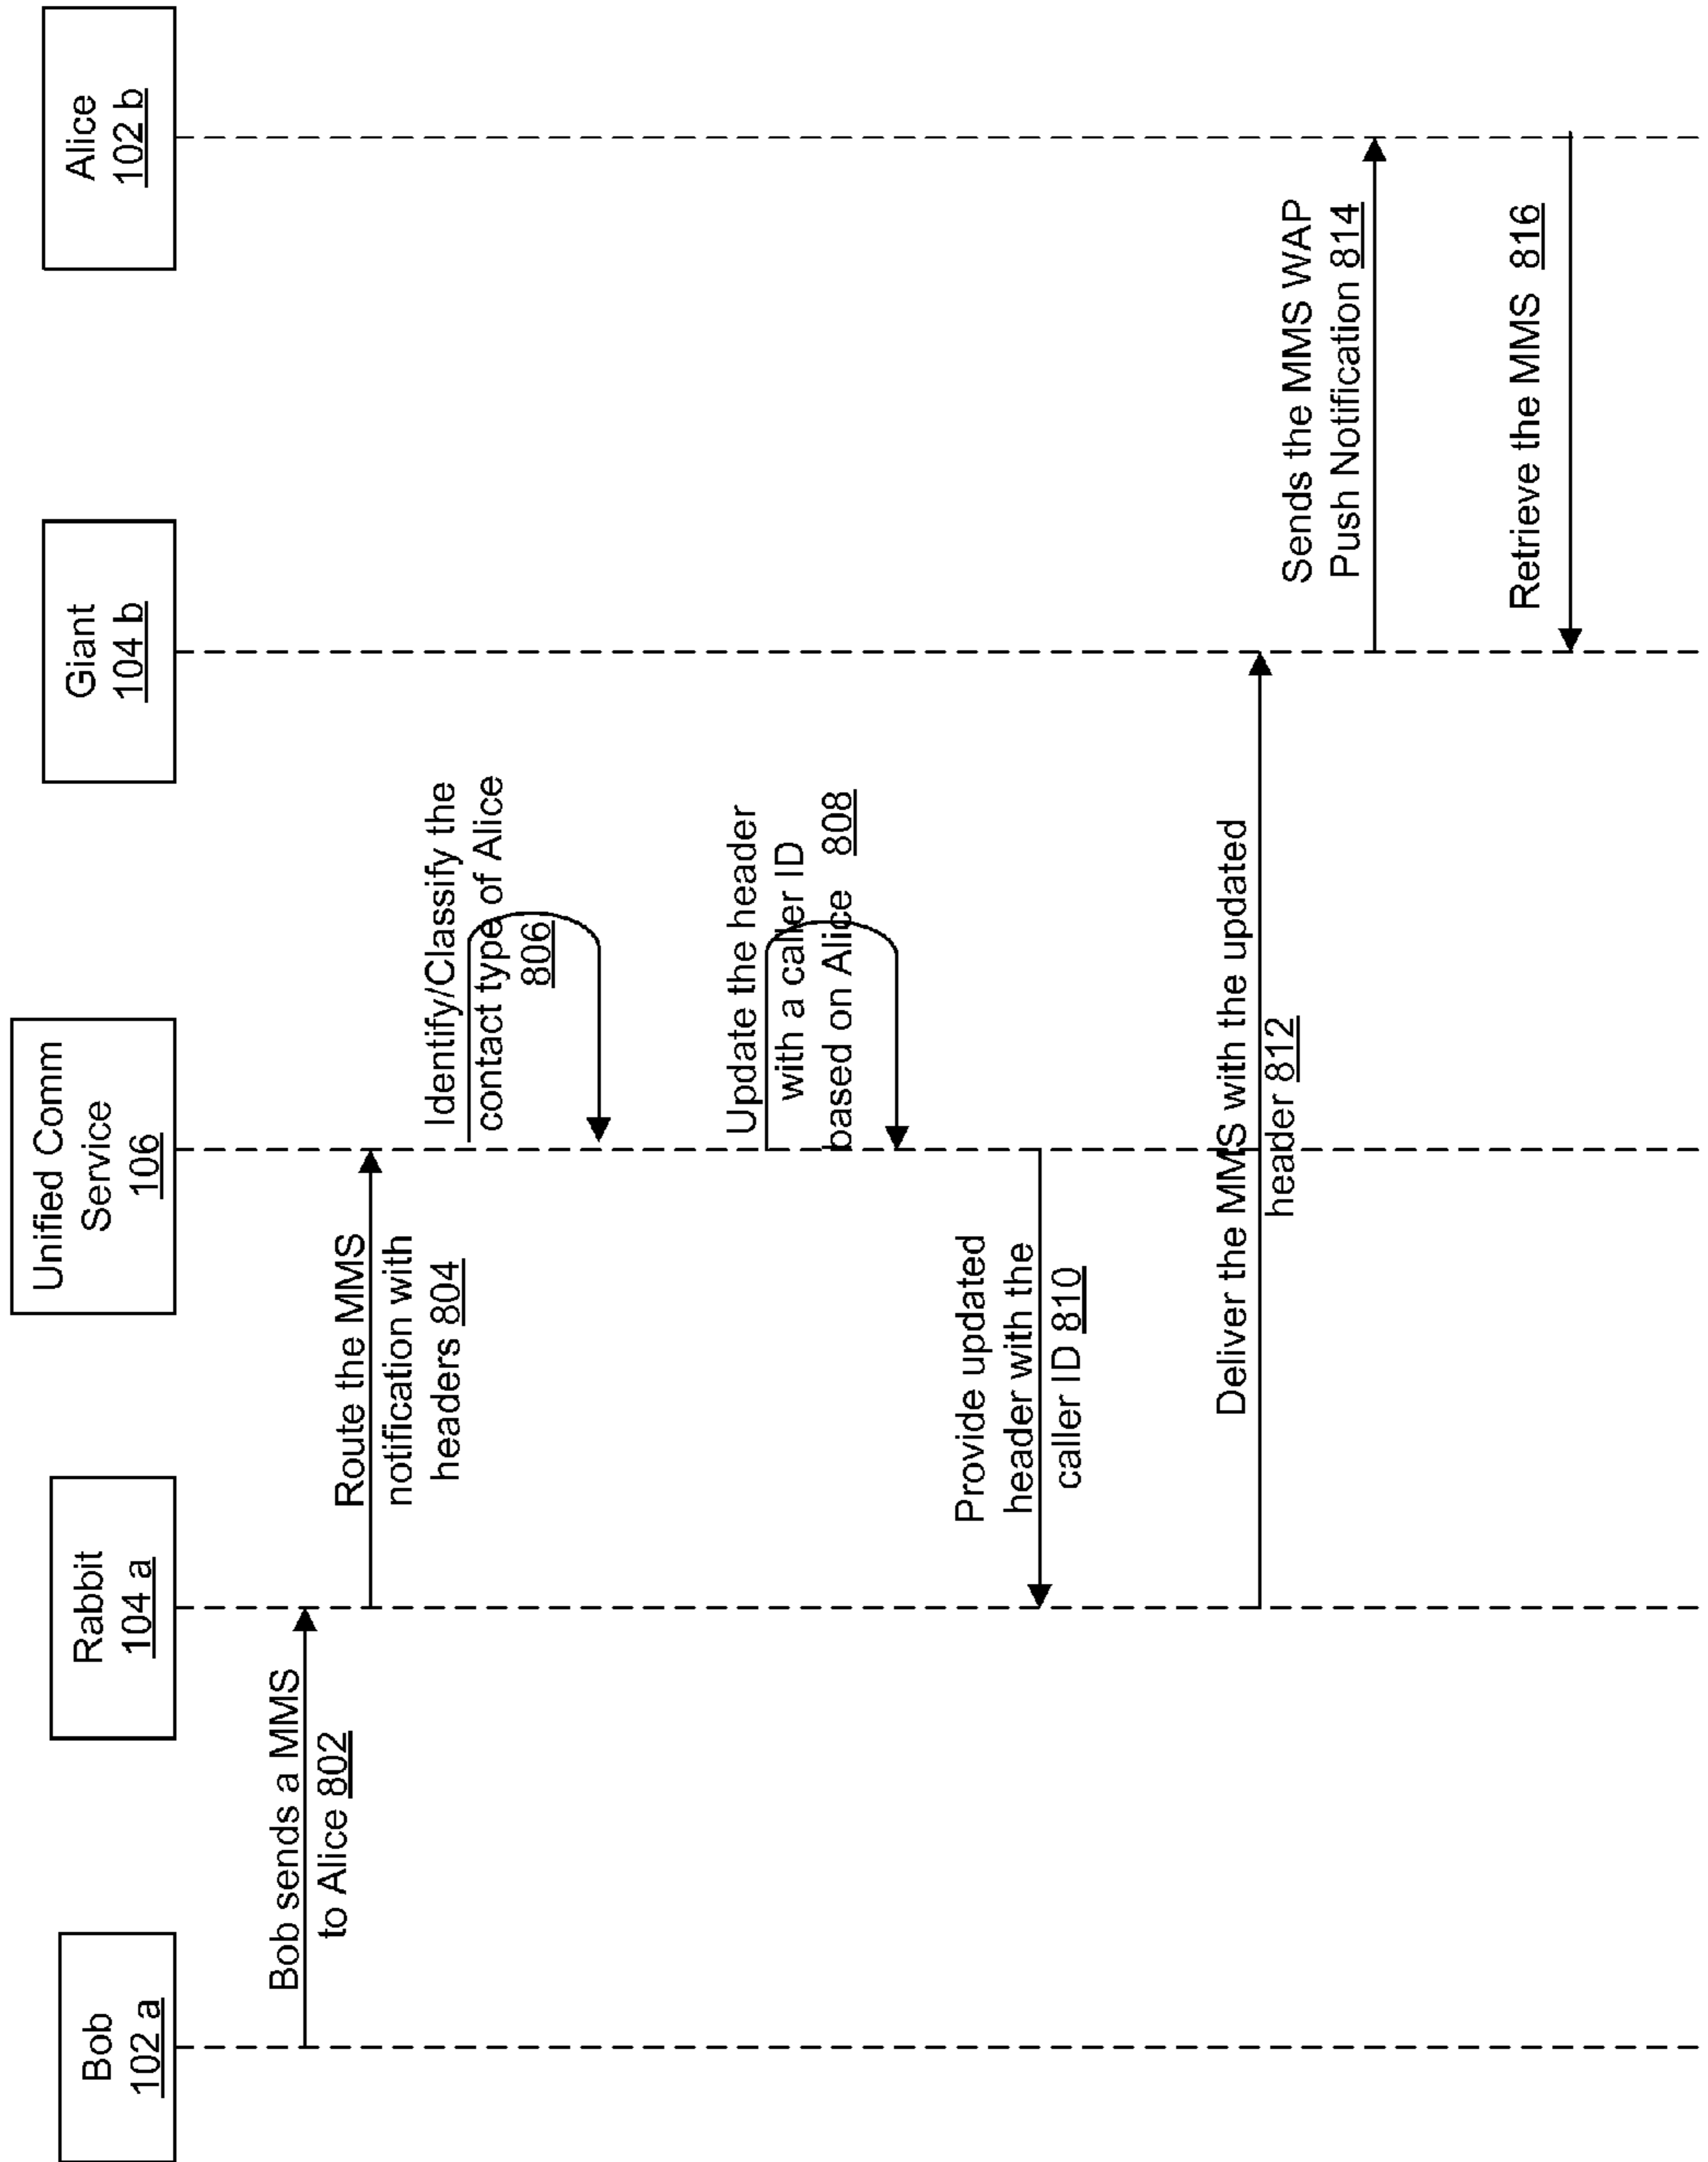 Bob
102 a
Rabbit
104 a
Unified Comm
Service
106
Giant
104 b
Alice
102 b
Bob sends a MMS
to Alice 802
Route the MMS
notification with
headers 804
Identify/Classify the
contact type of Alice
806
Update the header
with a caller ID
based on Alice 808
Provide updated
header with the
caller ID 810
Deliver the MMS with the updated
header 812
Sends the MMS WAP
Push Notification 814
Retrieve the MMS 816